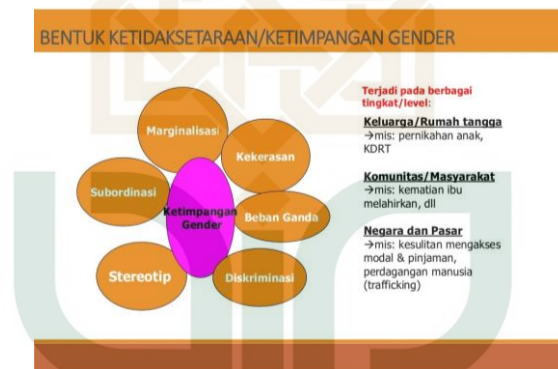 BENTUK KETIDAKSETARAAN/KETIMPANGAN GENDER
Marginalisasi
Kekerasan
Subordinasi
Ketimpangan
Gender
Beban Ganda
Stereotip
Diskriminasi
Terjadi pada berbagai
tingkat/level:
Keluarga/Rumah tangga
→mis: pernikahan anak,
KDRT
Komunitas/Masyarakat
→mis: kematian ibu
melahirkan, dll
Negara dan Pasar
→mis: kesulitan mengakses
modal & pinjaman,
perdagangan manusia
(trafficking)